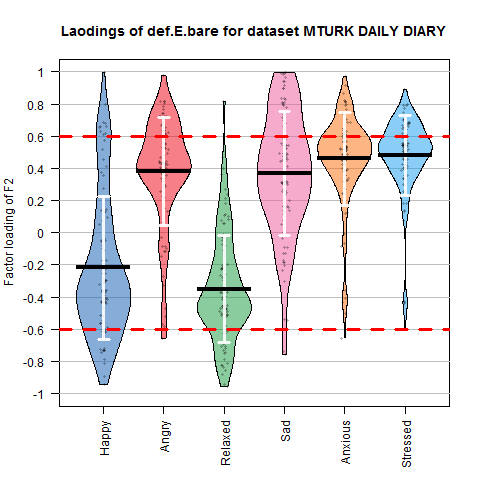 Laodings of def.E.bare for dataset MTURK DAILY DIARY
Factor loading of F2
1
0.8
0.6
0.4
0.2
0
-0.2
-0.4
-0.6
-0.8
-1
Happy
Angry
Relaxed
Sad
Anxious
Stressed